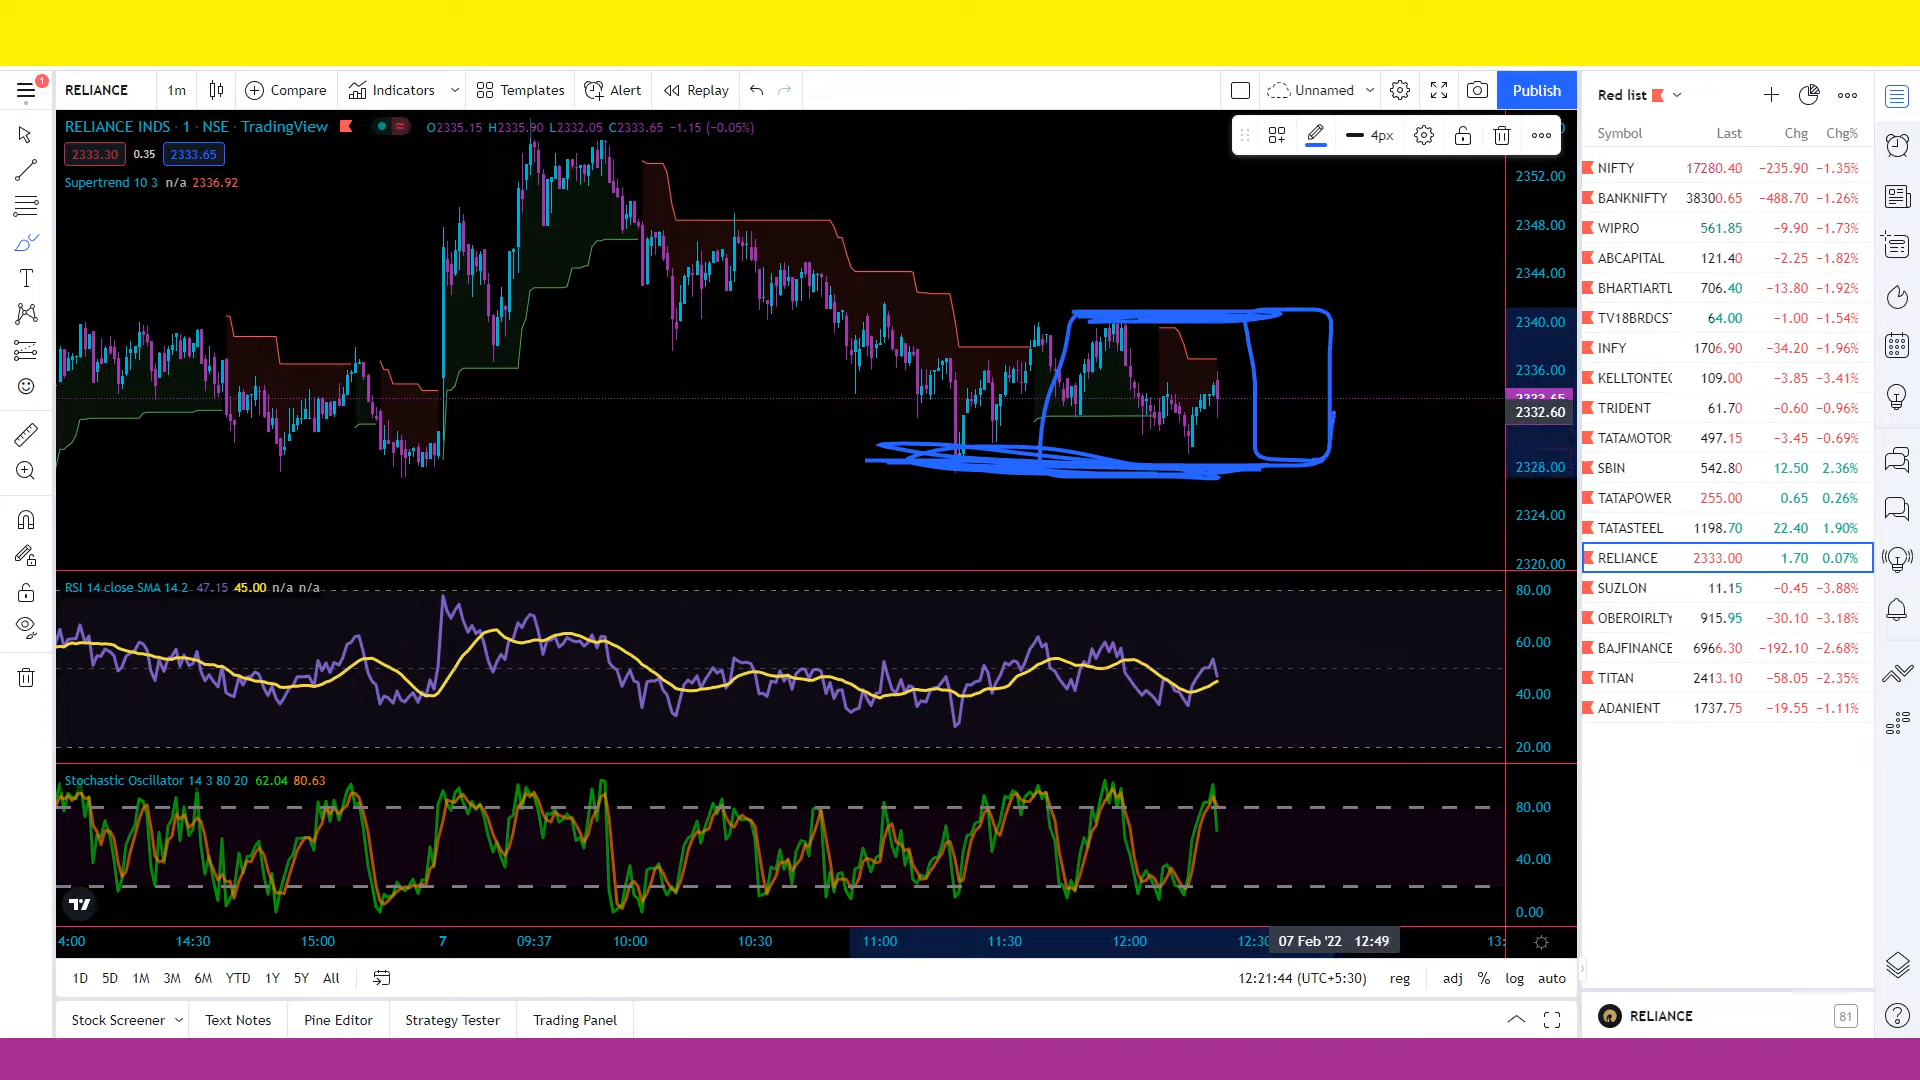 1
RELIANCE 1m Compare Indicators Templates Alert Replay Unnamed Publish
RELIANCE INDS · 1 · NSE · TradingView O2335.15 H2335.90 L2332.05 C2333.65 −1.15 (−0.05%)
2333.30 0.35 2333.65
Supertrend 10 3 n/a 2336.92
4px
2352.00
2348.00
2344.00
2340.00
2336.00
2333.65
2332.60
2328.00
2324.00
2320.00
RSI 14 close SMA 14 2 47.15 45.00 n/a n/a
80.00
60.00
40.00
20.00
Stochastic Oscillator 14 3 80 20 62.04 80.63
80.00
40.00
0.00
4:00 14:30 15:00 7 09:37 10:00 10:30 11:00 11:30 12:00 12:30 07 Feb '22 12:49 13:
1D 5D 1M 3M 6M YTD 1Y 5Y All 12:21:44 (UTC+5:30) reg adj % log auto
Stock Screener Text Notes Pine Editor Strategy Tester Trading Panel
Red list
Symbol Last Chg Chg%
NIFTY 17280.40 −235.90 −1.35%
BANKNIFTY 38300.65 −488.70 −1.26%
WIPRO 561.85 −9.90 −1.73%
ABCAPITAL 121.40 −2.25 −1.82%
BHARTIARTL 706.40 −13.80 −1.92%
TV18BRDCST 64.00 −1.00 −1.54%
INFY 1706.90 −34.20 −1.96%
KELLTONTEC 109.00 −3.85 −3.41%
TRIDENT 61.70 −0.60 −0.96%
TATAMOTOR 497.15 −3.45 −0.69%
SBIN 542.80 12.50 2.36%
TATAPOWER 255.00 0.65 0.26%
TATASTEEL 1198.70 22.40 1.90%
RELIANCE 2333.00 1.70 0.07%
SUZLON 11.15 −0.45 −3.88%
OBEROIRLTY 915.95 −30.10 −3.18%
BAJFINANCE 6966.30 −192.10 −2.68%
TITAN 2413.10 −58.05 −2.35%
ADANIENT 1737.75 −19.55 −1.11%
RELIANCE 81